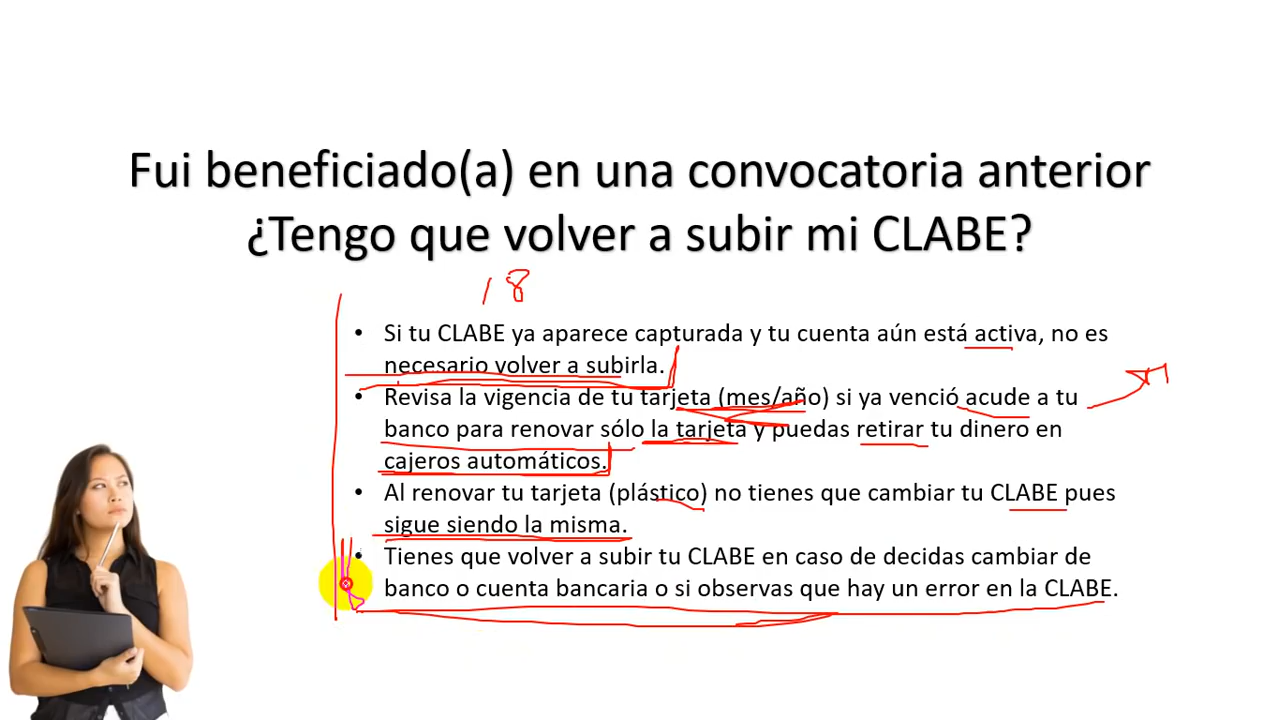 Fui beneficiado(a) en una convocatoria anterior
¿Tengo que volver a subir mi CLABE?
18
• Si tu CLABE ya aparece capturada y tu cuenta aún está activa, no es
necesario volver a subirla.
• Revisa la vigencia de tu tarjeta (mes/año) si ya venció acude a tu
banco para renovar sólo la tarjeta y puedas retirar tu dinero en
cajeros automáticos.
• Al renovar tu tarjeta (plástico) no tienes que cambiar tu CLABE pues
sigue siendo la misma.
• Tienes que volver a subir tu CLABE en caso de decidas cambiar de
banco o cuenta bancaria o si observas que hay un error en la CLABE.